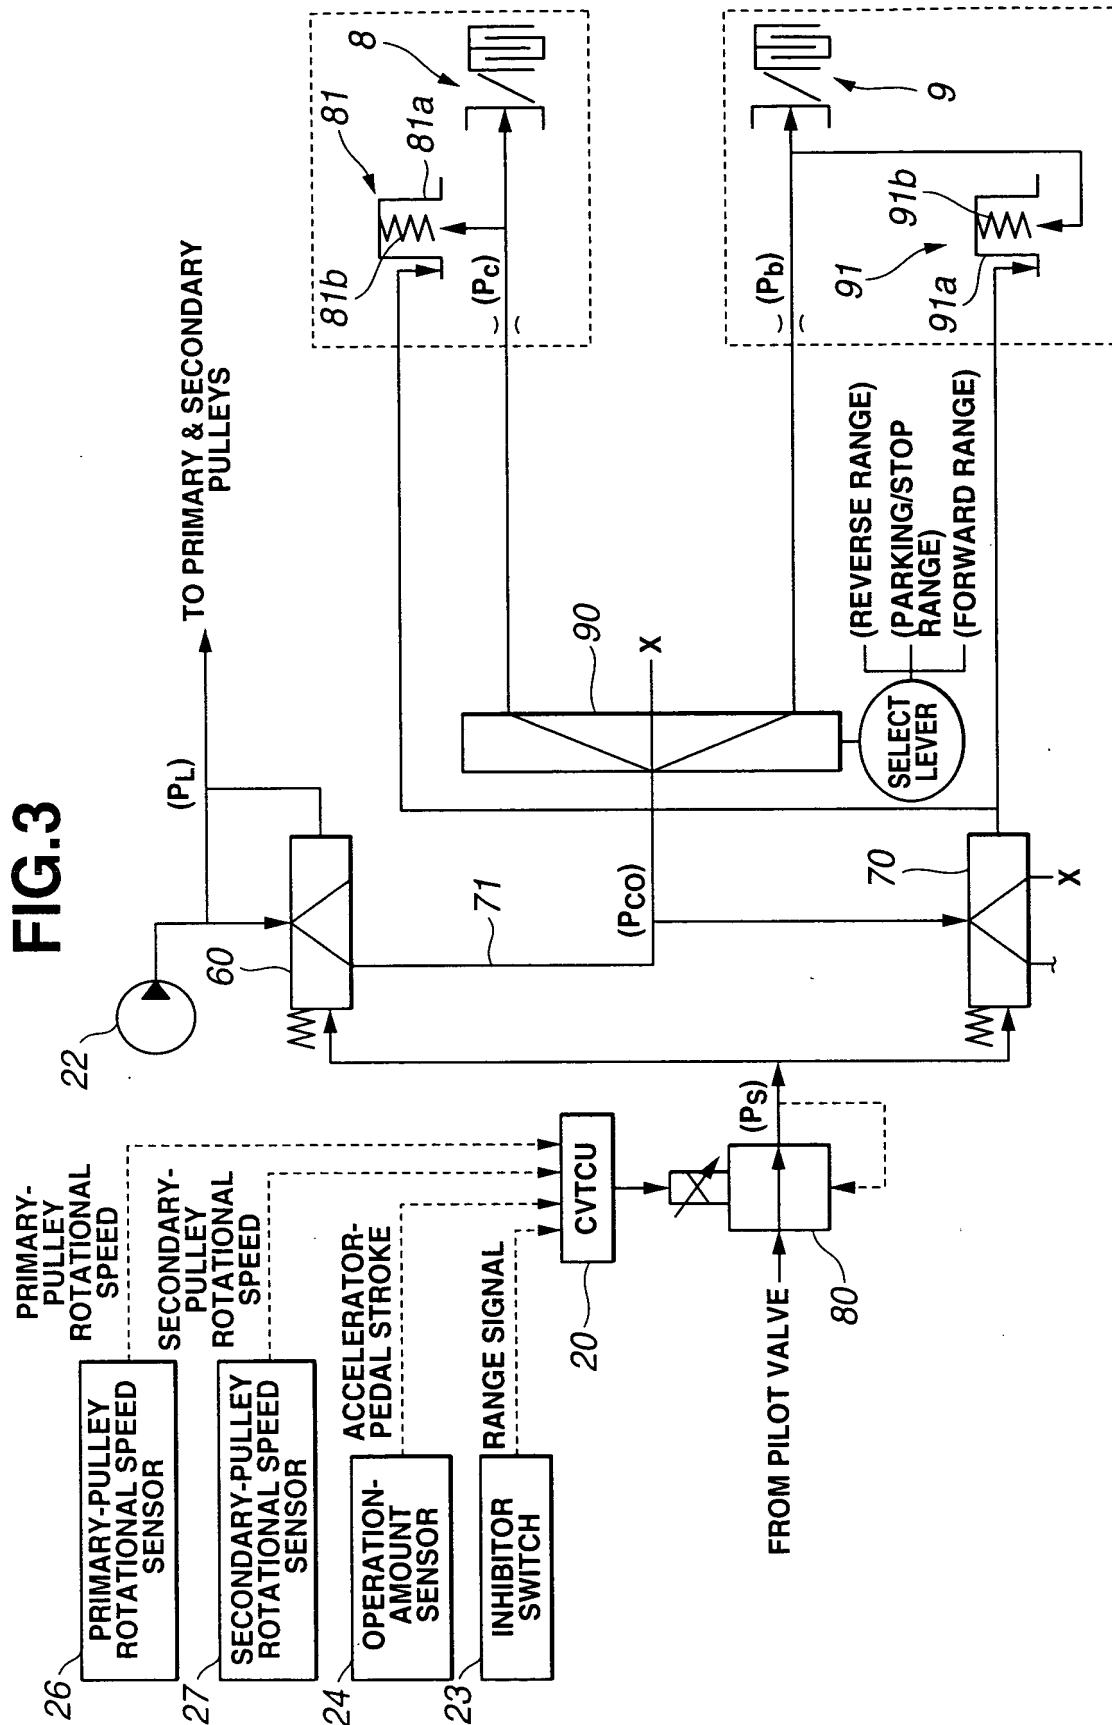 FIG.3
22
(PL)
TO PRIMARY & SECONDARY
PULLEYS
60
71
(PCO)
90
X
81
81a
81b
8
(Pc)
(Pb)
9
91
91a
91b
SELECT
LEVER
(REVERSE RANGE)
(PARKING/STOP
RANGE)
(FORWARD RANGE)
70
X
26
PRIMARY-PULLEY
ROTATIONAL SPEED
SENSOR
PRIMARY-
PULLEY
ROTATIONAL
SPEED
27
SECONDARY-PULLEY
ROTATIONAL SPEED
SENSOR
SECONDARY-
PULLEY
ROTATIONAL
SPEED
24
OPERATION-
AMOUNT
SENSOR
ACCELERATOR-
PEDAL STROKE
23
INHIBITOR
SWITCH
RANGE SIGNAL
CVTCU
20
(PS)
80
FROM PILOT VALVE